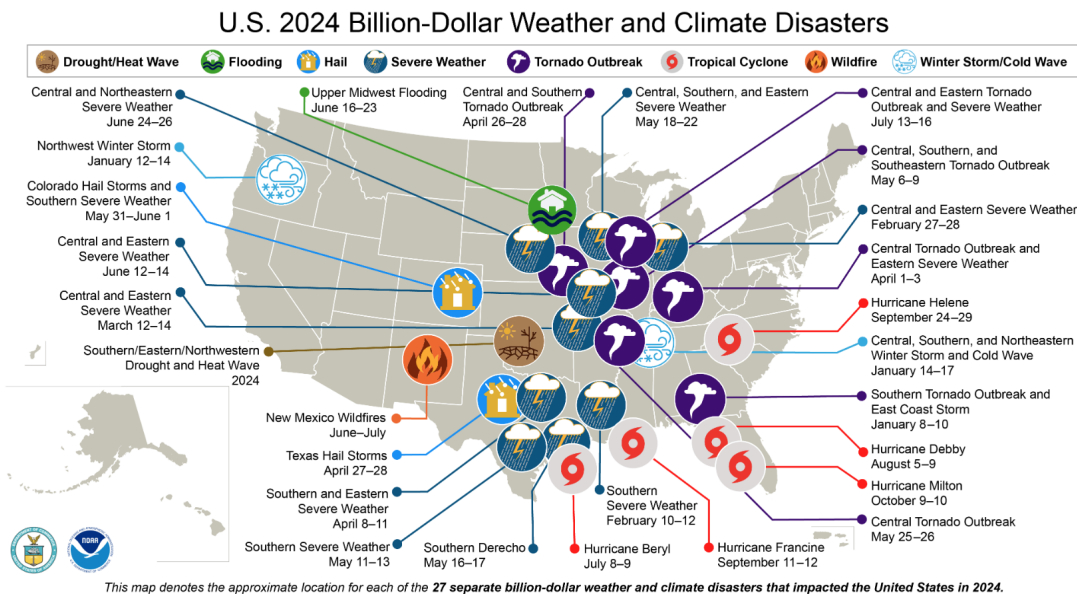 U.S. 2024 Billion-Dollar Weather and Climate Disasters
Drought/Heat Wave
Flooding
Hail
Severe Weather
Tornado Outbreak
Tropical Cyclone
Wildfire
Winter Storm/Cold Wave
Central and Northeastern
Severe Weather
June 24–26
Northwest Winter Storm
January 12–14
Colorado Hail Storms and
Southern Severe Weather
May 31–June 1
Central and Eastern
Severe Weather
June 12–14
Central and Eastern
Severe Weather
March 12–14
Southern/Eastern/Northwestern
Drought and Heat Wave
2024
New Mexico Wildfires
June–July
Texas Hail Storms
April 27–28
Southern and Eastern
Severe Weather
April 8–11
Southern Severe Weather
May 11–13
Upper Midwest Flooding
June 16–23
Central and Southern
Tornado Outbreak
April 26–28
Central, Southern, and Eastern
Severe Weather
May 18–22
Central and Eastern Tornado
Outbreak and Severe Weather
July 13–16
Central, Southern, and
Southeastern Tornado Outbreak
May 6–9
Central and Eastern Severe Weather
February 27–28
Central Tornado Outbreak and
Eastern Severe Weather
April 1–3
Hurricane Helene
September 24–29
Central, Southern, and Northeastern
Winter Storm and Cold Wave
January 14–17
Southern Tornado Outbreak and
East Coast Storm
January 8–10
Hurricane Debby
August 5–9
Hurricane Milton
October 9–10
Central Tornado Outbreak
May 25–26
Southern Derecho
May 16–17
Hurricane Beryl
July 8–9
Southern
Severe Weather
February 10–12
Hurricane Francine
September 11–12
NOAA
This map denotes the approximate location for each of the 27 separate billion-dollar weather and climate disasters that impacted the United States in 2024.